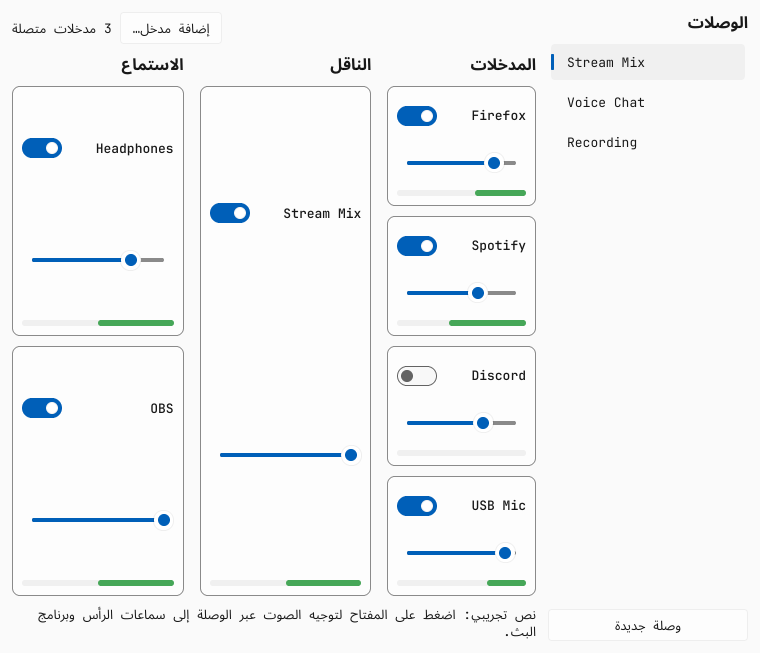 الوصلات
Stream Mix
Voice Chat
Recording
وصلة جديدة
إضافة مدخل…
3 مدخلات متصلة
المدخلات
Firefox
Spotify
Discord
USB Mic
الناقل
Stream Mix
الاستماع
Headphones
OBS
نص تجريبي: اضغط على المفتاح لتوجيه الصوت عبر الوصلة إلى سماعات الرأس وبرنامج
البث.